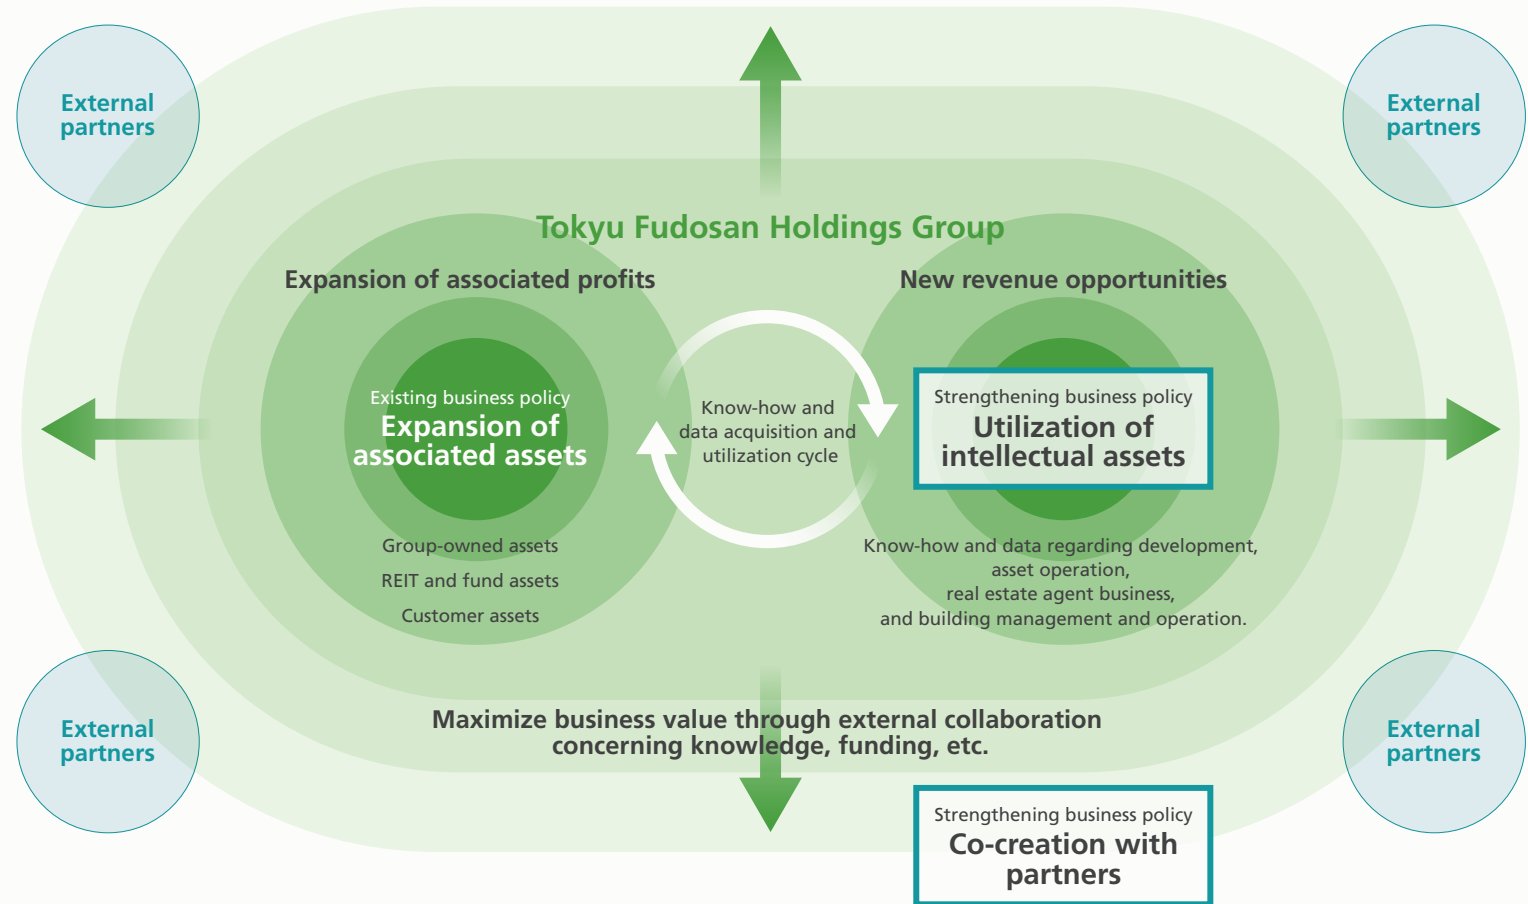 External
partners
External
partners
Tokyu Fudosan Holdings Group
Expansion of associated profits
New revenue opportunities
Existing business policy
Expansion of
associated assets
Know-how and
data acquisition and
utilization cycle
Strengthening business policy
Utilization of
intellectual assets
Group-owned assets
REIT and fund assets
Customer assets
Know-how and data regarding development,
asset operation,
real estate agent business,
and building management and operation.
Maximize business value through external collaboration
concerning knowledge, funding, etc.
External
partners
External
partners
Strengthening business policy
Co-creation with
partners